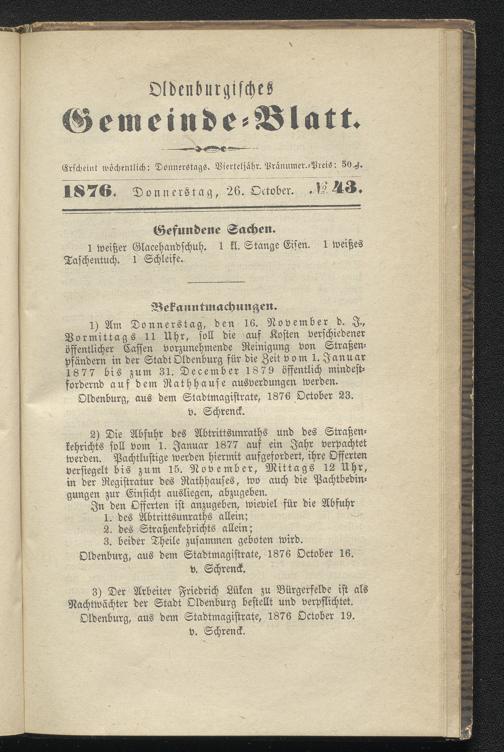 Oldenburgisches
Gemeinde-Blatt.
Erscheint wöchentlich: Donnerstags. Vierteljähr. Pränumer.-Preis: 50 ₰.
1876. Donnerstag, 26. October. № 43.
Gefundene Sachen.
1 weißer Glacehandschuh. 1 kl. Stange Eisen. 1 weißes
Taschentuch. 1 Schleife.
Bekanntmachungen.
1) Am Donnerstag, den 16. November d. J.,
Vormittags 11 Uhr, soll die auf Kosten verschiedener
öffentlicher Cassen vorzunehmende Reinigung von Straßen-
pfändern in der Stadt Oldenburg für die Zeit vom 1. Januar
1877 bis zum 31. December 1879 öffentlich mindest-
fordernd auf dem Rathhause ausverdungen werden.
Oldenburg, aus dem Stadtmagistrate, 1876 October 23.
v. Schrenck.
2) Die Abfuhr des Abtrittsunraths und des Straßen-
kehrichts soll vom 1. Januar 1877 auf ein Jahr verpachtet
werden. Pachtlustige werden hiermit aufgefordert, ihre Offerten
versiegelt bis zum 15. November, Mittags 12 Uhr,
in der Registratur des Rathhauses, wo auch die Pachtbedin-
gungen zur Einsicht ausliegen, abzugeben.
In den Offerten ist anzugeben, wieviel für die Abfuhr
1. des Abtrittsunraths allein;
2. des Straßenkehrichts allein;
3. beider Theile zusammen geboten wird.
Oldenburg, aus dem Stadtmagistrate, 1876 October 16.
v. Schrenck.
3) Der Arbeiter Friedrich Lüken zu Bürgerfelde ist als
Nachtwächter der Stadt Oldenburg bestellt und verpflichtet.
Oldenburg, aus dem Stadtmagistrate, 1876 October 19.
v. Schrenck.